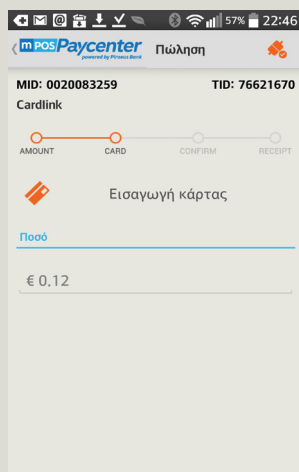 57% 22:46
mPOS Paycenter Πώληση
powered by Piraeus Bank
MID: 0020083259 TID: 76621670
Cardlink
AMOUNT CARD CONFIRM RECEIPT
Εισαγωγή κάρτας
Ποσό
€ 0.12